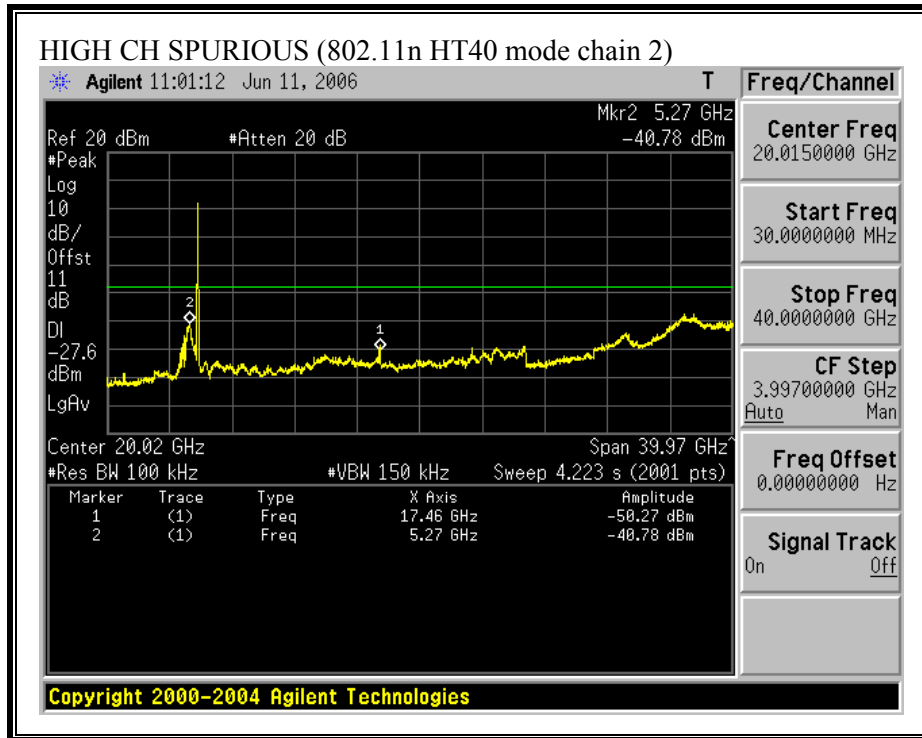 HIGH CH SPURIOUS (802.11n HT40 mode chain 2)
Agilent 11:01:12 Jun 11, 2006 T
Mkr2 5.27 GHz
Ref 20 dBm #Atten 20 dB -40.78 dBm
#Peak
Log
10
dB/
Offst
11
dB
DI
-27.6
dBm
LgAv
2
1
Center 20.02 GHz Span 39.97 GHz^
#Res BW 100 kHz #VBW 150 kHz Sweep 4.223 s (2001 pts)
Marker Trace Type X Axis Amplitude
1 (1) Freq 17.46 GHz -50.27 dBm
2 (1) Freq 5.27 GHz -40.78 dBm
Freq/Channel
Center Freq
20.0150000 GHz
Start Freq
30.0000000 MHz
Stop Freq
40.0000000 GHz
CF Step
3.99700000 GHz
Auto Man
Freq Offset
0.00000000 Hz
Signal Track
On Off
Copyright 2000-2004 Agilent Technologies